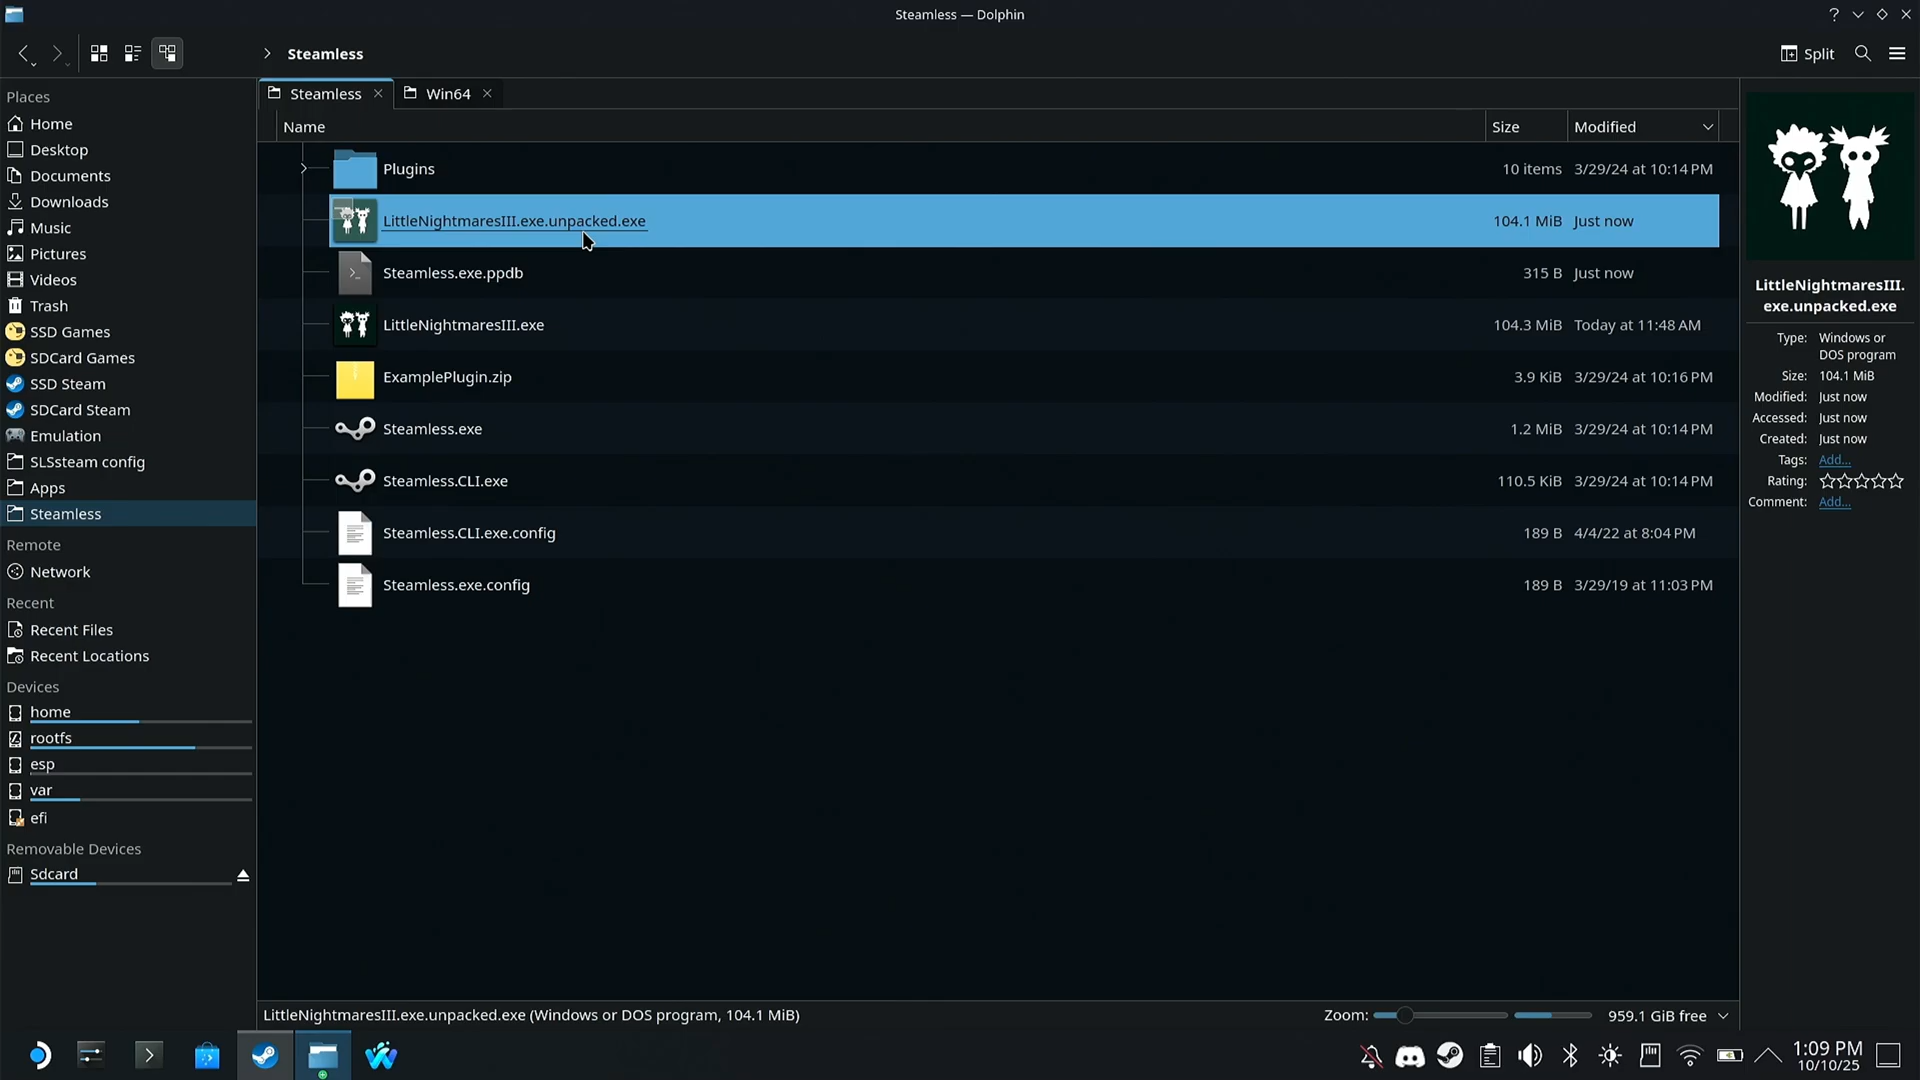 Steamless — Dolphin
Steamless
Split
Places
Home
Desktop
Documents
Downloads
Music
Pictures
Videos
Trash
SSD Games
SDCard Games
SSD Steam
SDCard Steam
Emulation
SLSsteam config
Apps
Steamless
Remote
Network
Recent
Recent Files
Recent Locations
Devices
home
rootfs
esp
var
efi
Removable Devices
Sdcard
Steamless
Win64
Name Size Modified
Plugins 10 items 3/29/24 at 10:14 PM
LittleNightmaresIII.exe.unpacked.exe 104.1 MiB Just now
Steamless.exe.ppdb 315 B Just now
LittleNightmaresIII.exe 104.3 MiB Today at 11:48 AM
ExamplePlugin.zip 3.9 KiB 3/29/24 at 10:16 PM
Steamless.exe 1.2 MiB 3/29/24 at 10:14 PM
Steamless.CLI.exe 110.5 KiB 3/29/24 at 10:14 PM
Steamless.CLI.exe.config 189 B 4/4/22 at 8:04 PM
Steamless.exe.config 189 B 3/29/19 at 11:03 PM
LittleNightmaresIII.
exe.unpacked.exe
Type: Windows or
DOS program
Size: 104.1 MiB
Modified: Just now
Accessed: Just now
Created: Just now
Tags: Add...
Rating:
Comment: Add...
LittleNightmaresIII.exe.unpacked.exe (Windows or DOS program, 104.1 MiB)
Zoom:
959.1 GiB free
1:09 PM
10/10/25